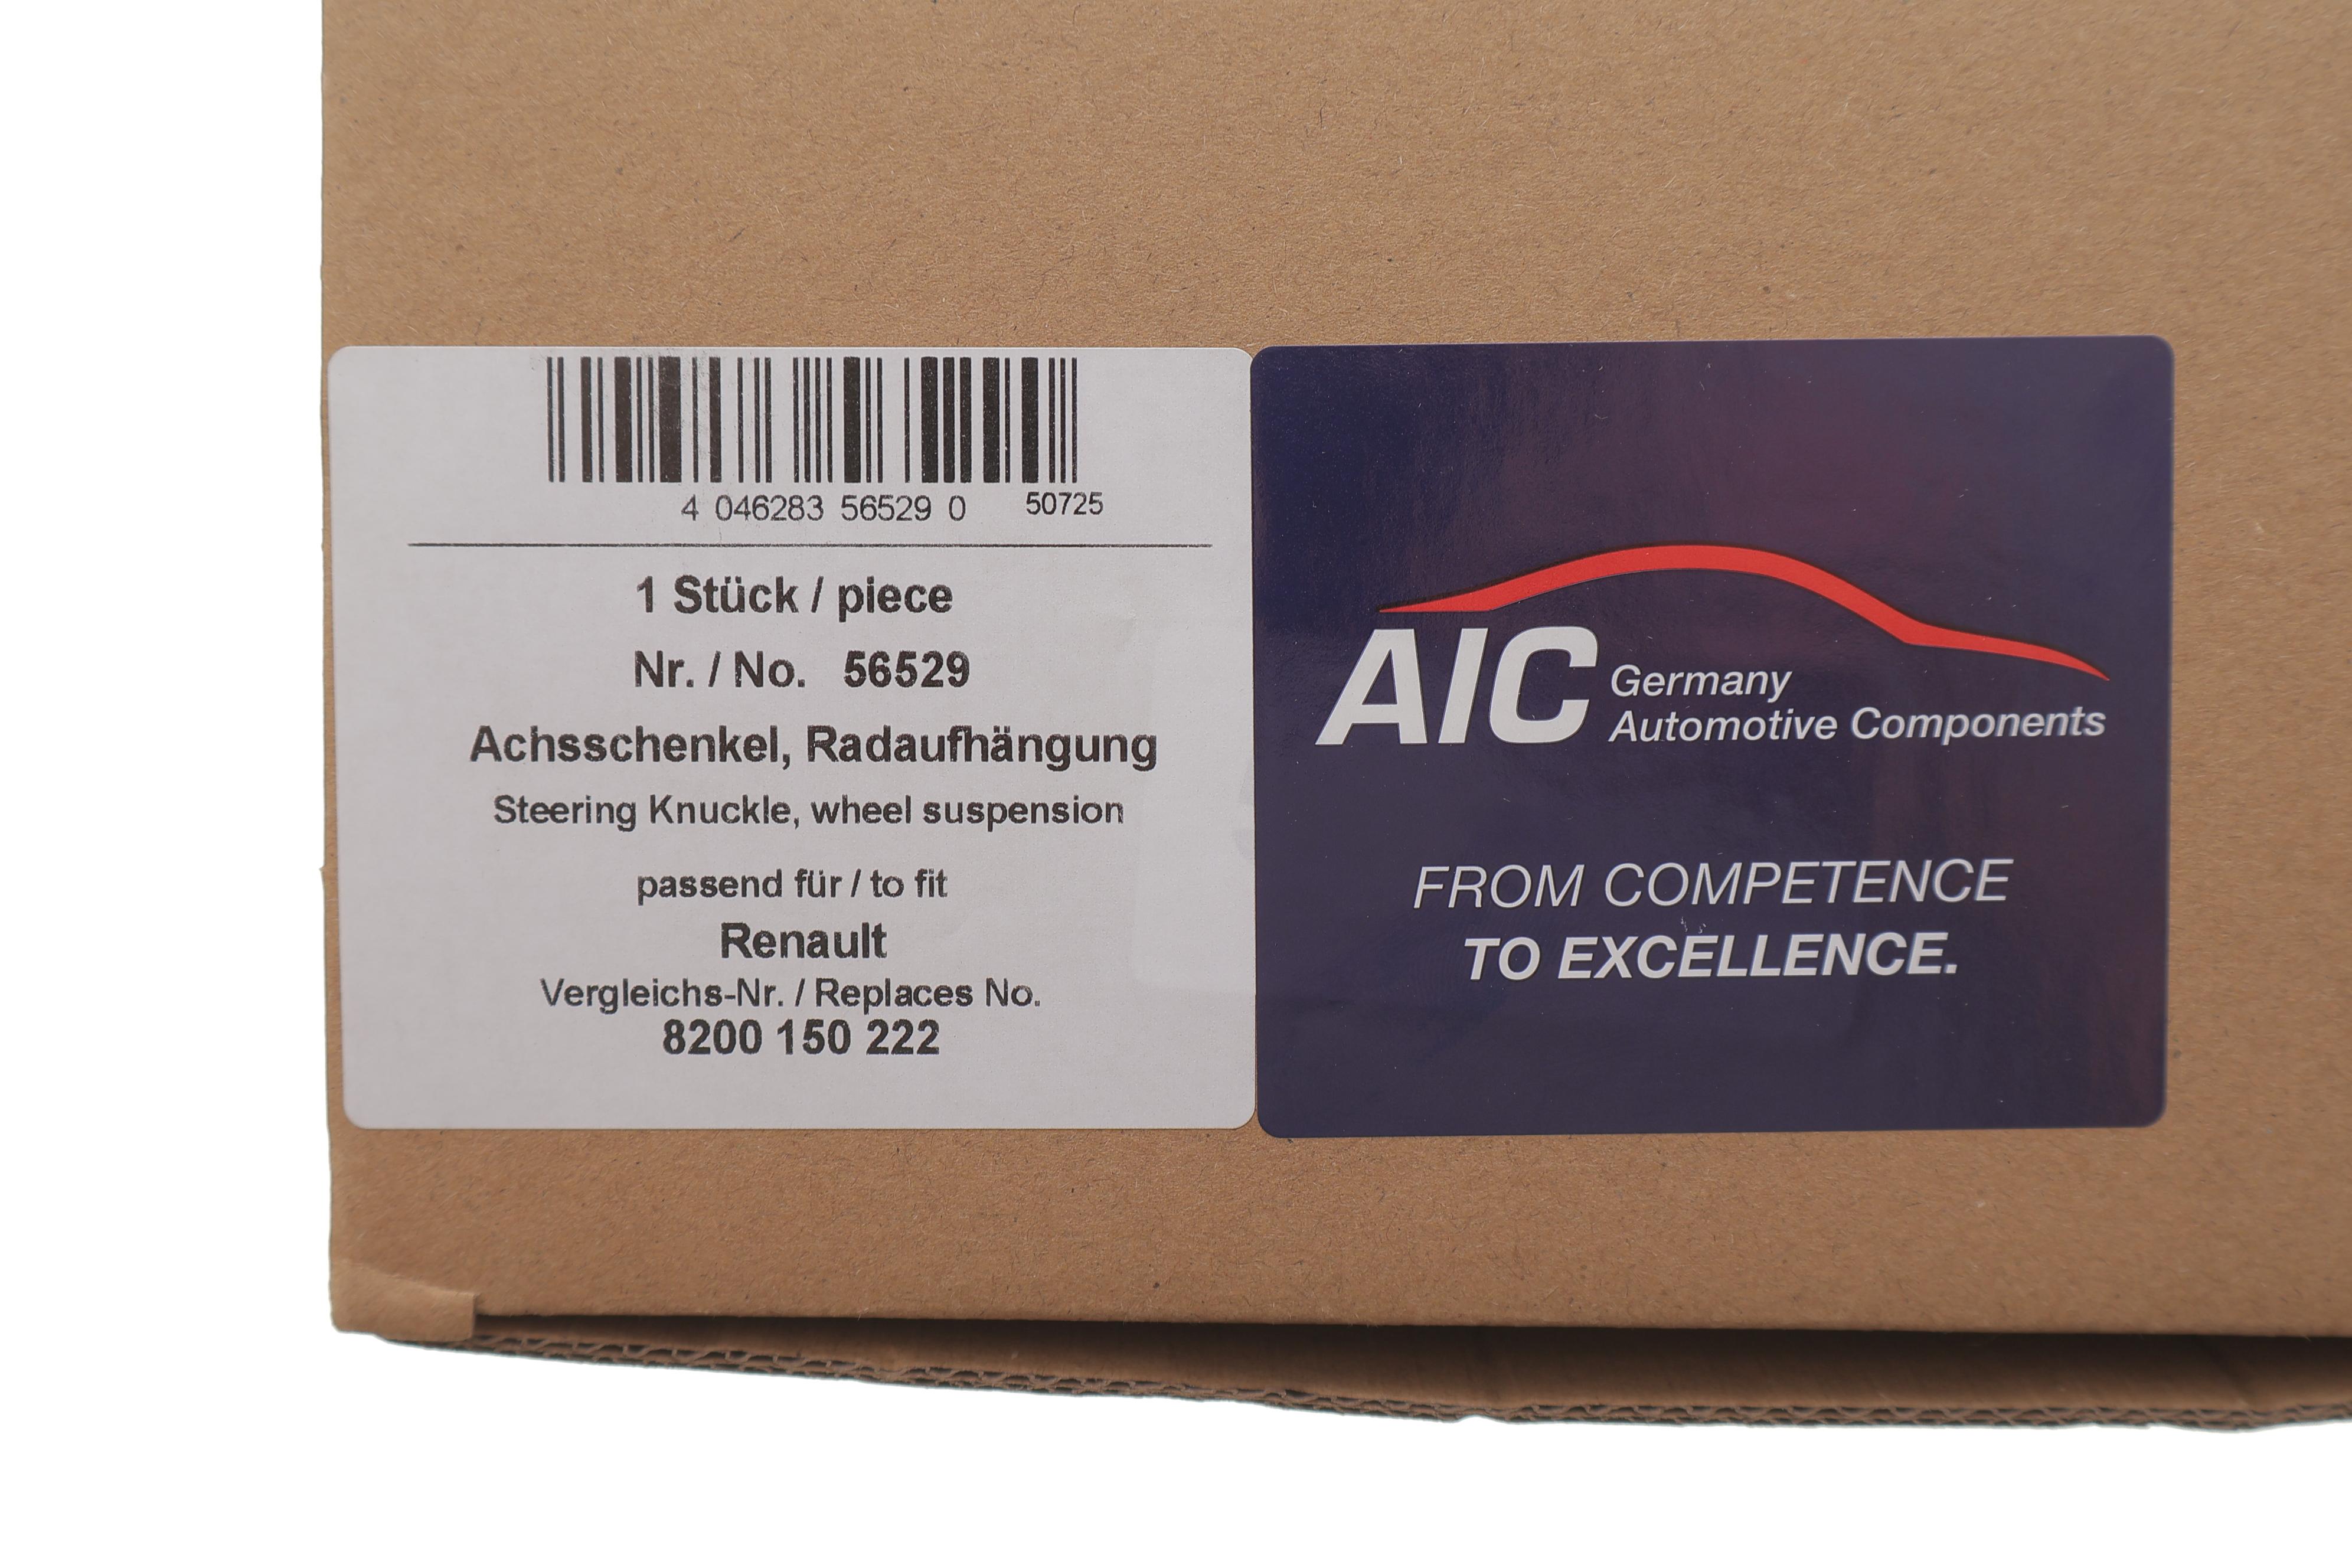 4 046283 56529 0 50725
1 Stück / piece
Nr. / No. 56529
Achsschenkel, Radaufhängung
Steering Knuckle, wheel suspension
passend für / to fit
Renault
Vergleichs-Nr. / Replaces No.
8200 150 222
AIC Germany
Automotive Components
FROM COMPETENCE
TO EXCELLENCE.